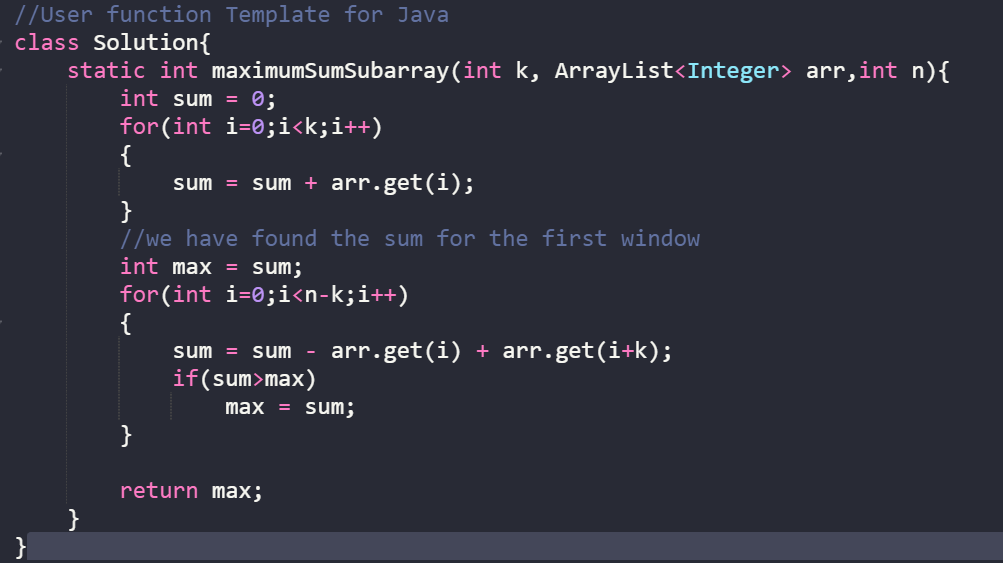 //User function Template for Java
class Solution{
    static int maximumSumSubarray(int k, ArrayList<Integer> arr,int n){
        int sum = 0;
        for(int i=0;i<k;i++)
        {
            sum = sum + arr.get(i);
        }
        //we have found the sum for the first window
        int max = sum;
        for(int i=0;i<n-k;i++)
        {
            sum = sum - arr.get(i) + arr.get(i+k);
            if(sum>max)
                max = sum;
        }

        return max;
    }
}